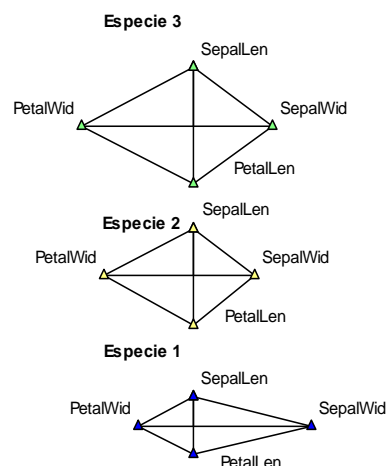 Especie 3
SepalLen
PetalWid
SepalWid
PetalLen
Especie 2
SepalLen
PetalWid
SepalWid
PetalLen
Especie 1
SepalLen
PetalWid
SepalWid
PetalLen